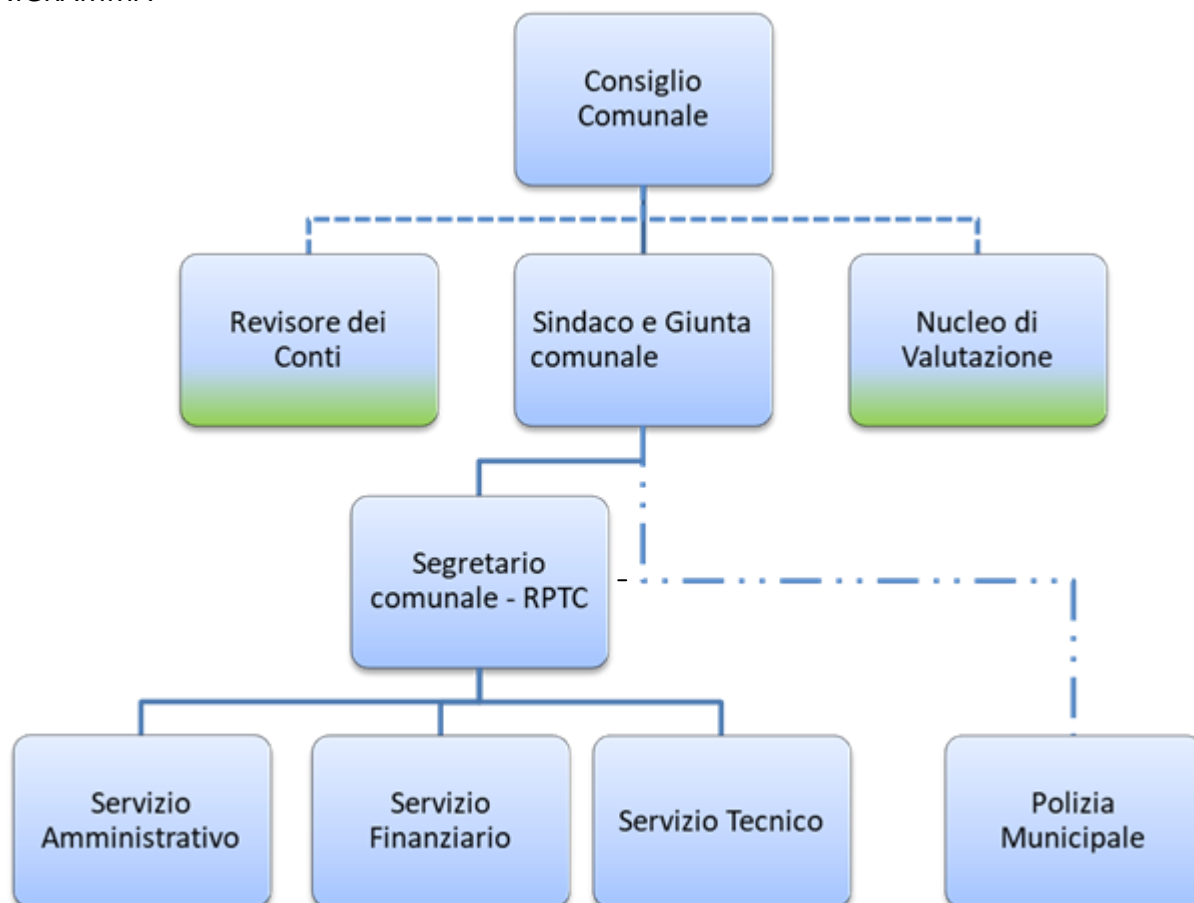 Consiglio
Comunale
Revisore dei
Conti
Sindaco e Giunta
comunale
Nucleo di
Valutazione
Segretario
comunale - RPTC
-
Servizio
Amministrativo
Servizio
Finanziario
Servizio Tecnico
Polizia
Municipale